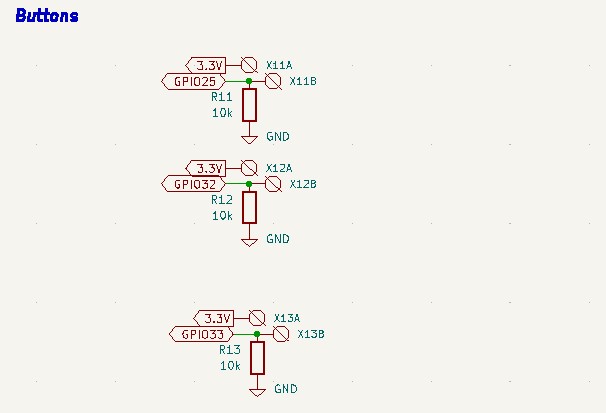 Buttons
3.3V X11A
GPIO25 X11B
R11
10k
GND
3.3V X12A
GPIO32 X12B
R12
10k
GND
3.3V X13A
GPIO33 X13B
R13
10k
GND